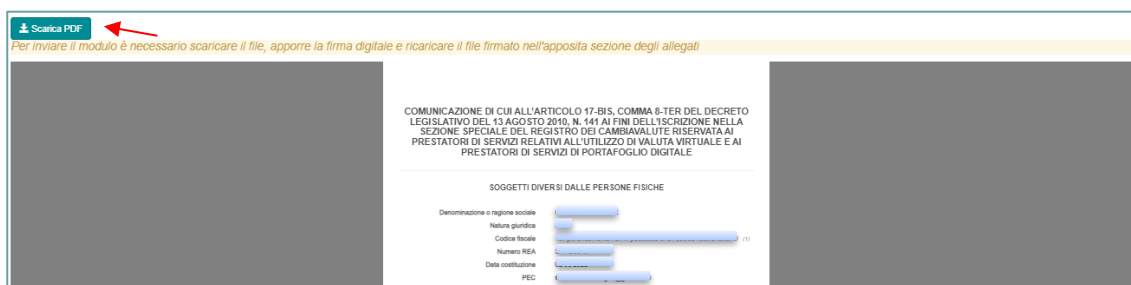 Scarica PDF
Per inviare il modulo è necessario scaricare il file, apporre la firma digitale e ricaricare il file firmato nell'apposita sezione degli allegati
COMUNICAZIONE DI CUI ALL'ARTICOLO 17-BIS, COMMA 8-TER DEL DECRETO
LEGISLATIVO DEL 13 AGOSTO 2010, N. 141 AI FINI DELL'ISCRIZIONE NELLA
SEZIONE SPECIALE DEL REGISTRO DEI CAMBIAVALUTE RISERVATA AI
PRESTATORI DI SERVIZI RELATIVI ALL'UTILIZZO DI VALUTA VIRTUALE E AI
PRESTATORI DI SERVIZI DI PORTAFOGLIO DIGITALE
SOGGETTI DIVERSI DALLE PERSONE FISICHE
Denominazione o ragione sociale
Natura giuridica
Codice fiscale (1)
Numero REA
Data costituzione
PEC